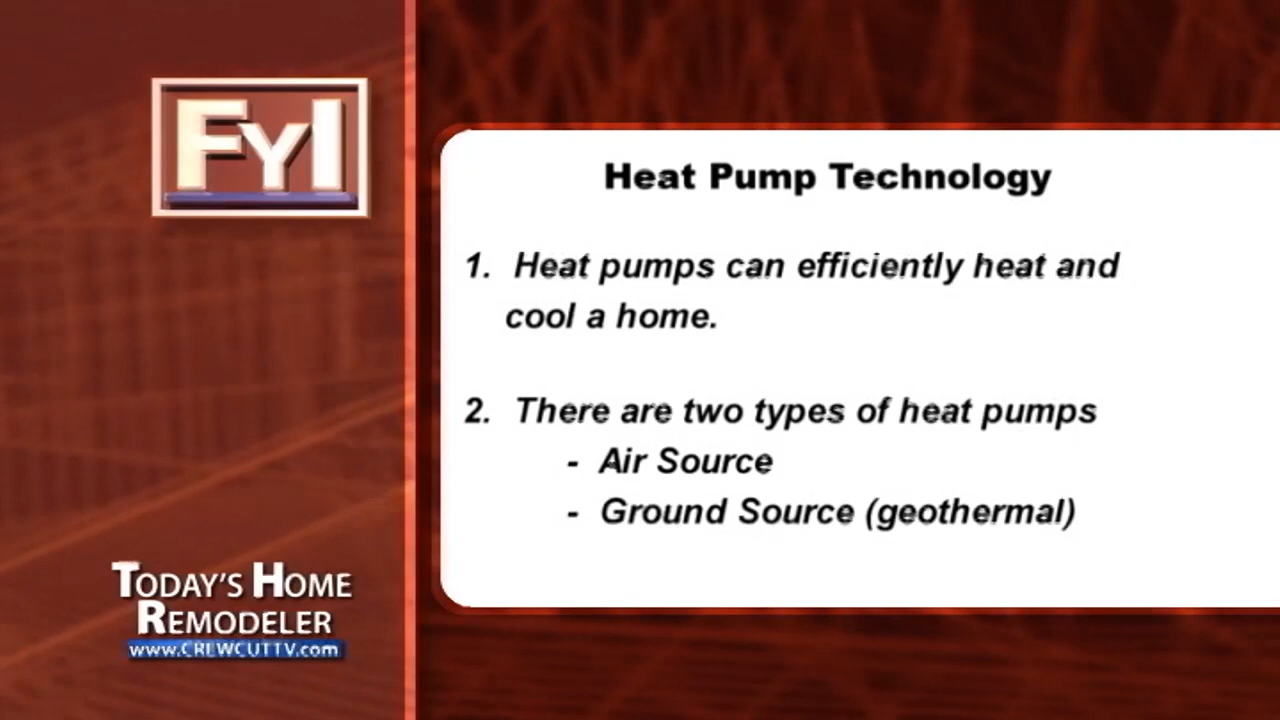 FYI
Heat Pump Technology
1. Heat pumps can efficiently heat and
cool a home.
2. There are two types of heat pumps
- Air Source
- Ground Source (geothermal)
TODAY'S HOME
REMODELER
www.CREWCUTTV.com